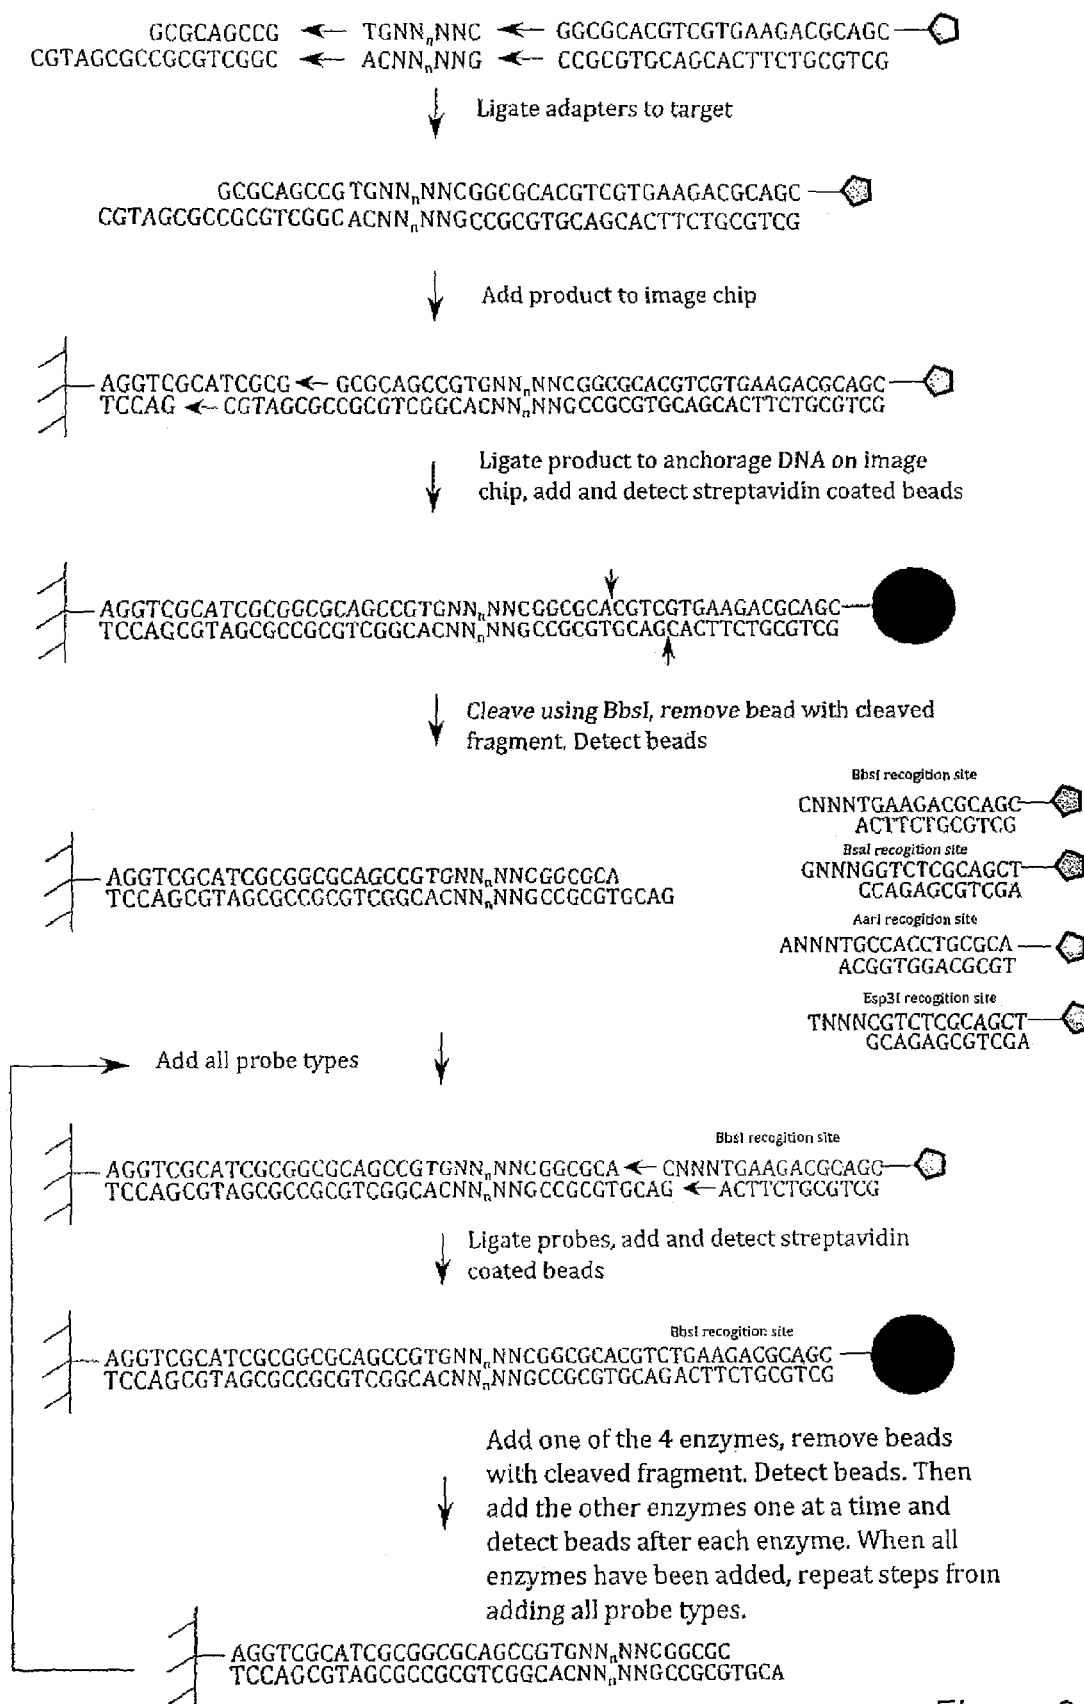 GCGCAGCCG TGNNnNNC GGCGCACGTCGTGAAGACGCAGC
CGTAGCGCCGCGTCGGC ACNNnNNG CCGCGTGCAGCACTTCTGCGTCG
Ligate adapters to target
GCGCAGCCGTGNNnNNCGGCGCACGTCGTGAAGACGCAGC
CGTAGCGCCGCGTCGGCACNNnNNGCCGCGTGCAGCACTTCTGCGTCG
Add product to image chip
AGGTCGCATCGCG GCGCAGCCGTGNNnNNCGGCGCACGTCGTGAAGACGCAGC
TCCAG CGTAGCGCCGCGTCGGCACNNnNNGCCGCGTGCAGCACTTCTGCGTCG
Ligate product to anchorage DNA on image
chip, add and detect streptavidin coated beads
AGGTCGCATCGCGGCGCAGCCGTGNNnNNCGGCGCACGTCGTGAAGACGCAGC
TCCAGCGTAGCGCCGCGTCGGCACNNnNNGCCGCGTGCAGCACTTCTGCGTCG
Cleave using BbsI, remove bead with cleaved
fragment. Detect beads
BbsI recogition site
CNNNTGAAGACGCAGC
ACTTCTGCGTCG
BsaI recogition site
GNNNGGTCTCGCAGCT
CCAGAGCGTCGA
AarI recogition site
ANNNTGCCACCTGCGCA
ACGGTGGACGCGT
Esp3I recogition site
TNNNCGTCTCGCAGCT
GCAGAGCGTCGA
AGGTCGCATCGCGGCGCAGCCGTGNNnNNCGGCGCA
TCCAGCGTAGCGCCGCGTCGGCACNNnNNGCCGCGTGCAG
Add all probe types
BbsI recogition site
AGGTCGCATCGCGGCGCAGCCGTGNNnNNCGGCGCA CNNNTGAAGACGCAGC
TCCAGCGTAGCGCCGCGTCGGCACNNnNNGCCGCGTGCAG ACTTCTGCGTCG
Ligate probes, add and detect streptavidin
coated beads
BbsI recogition site
AGGTCGCATCGCGGCGCAGCCGTGNNnNNCGGCGCACGTCTGAAGACGCAGC
TCCAGCGTAGCGCCGCGTCGGCACNNnNNGCCGCGTGCAGACTTCTGCGTCG
Add one of the 4 enzymes, remove beads
with cleaved fragment. Detect beads. Then
add the other enzymes one at a time and
detect beads after each enzyme. When all
enzymes have been added, repeat steps from
adding all probe types.
AGGTCGCATCGCGGCGCAGCCGTGNNnNNCGGCGC
TCCAGCGTAGCGCCGCGTCGGCACNNnNNGCCGCGTGCA